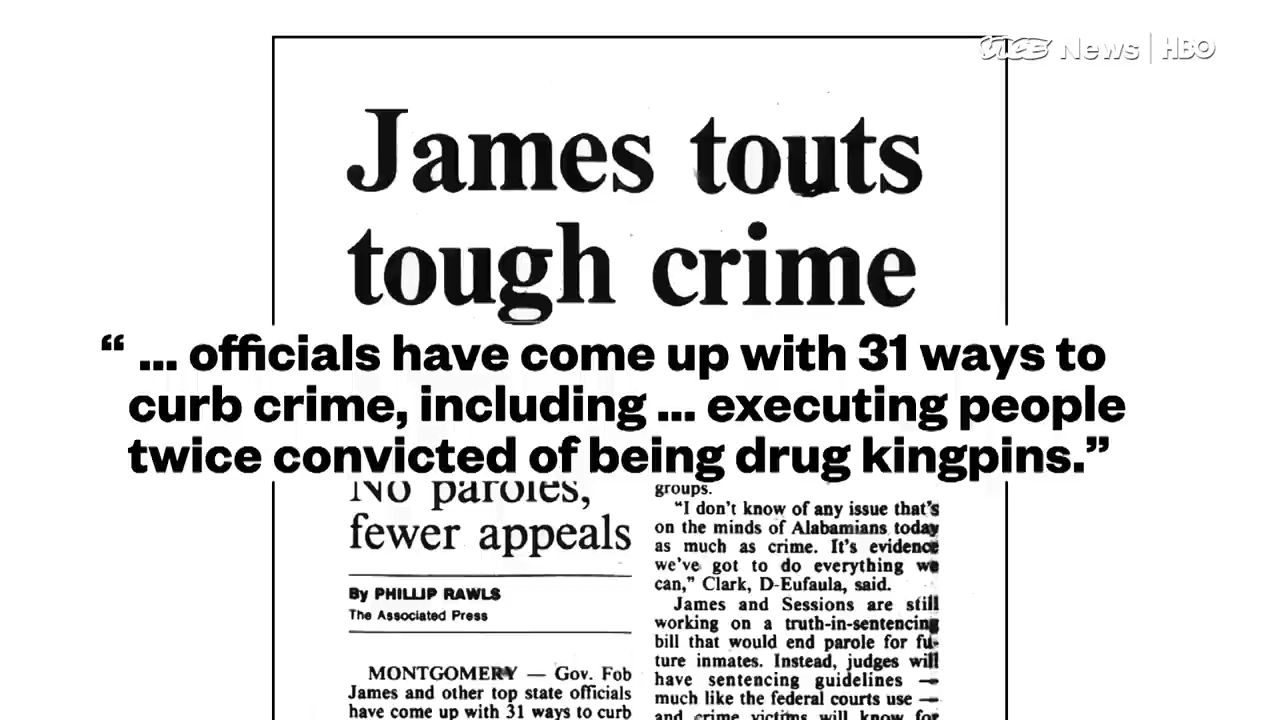 VICE News | HBO
James touts
tough crime
“ ... officials have come up with 31 ways to
curb crime, including ... executing people
twice convicted of being drug kingpins.”
No paroles,
fewer appeals
By PHILLIP RAWLS
The Associated Press
MONTGOMERY — Gov. Fob
James and other top state officials
have come up with 31 ways to curb
groups.
“I don't know of any issue that's
on the minds of Alabamians today
as much as crime. It's evidence
we've got to do everything we
can,” Clark, D-Eufaula, said.
James and Sessions are still
working on a truth-in-sentencing
bill that would end parole for fu-
ture inmates. Instead, judges will
have sentencing guidelines —
much like the federal courts use —
and crime victims will know for